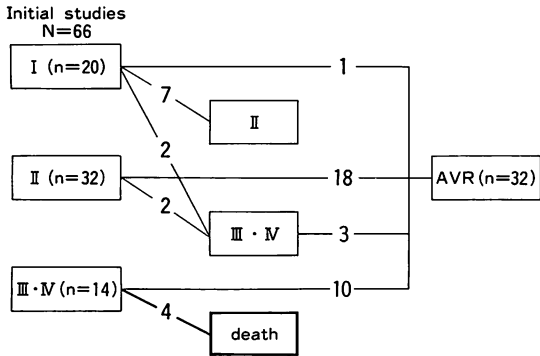 Initial studies
N=66
Ⅰ (n=20)
1
7
Ⅱ
2
Ⅱ (n=32)
18
AVR (n=32)
2
Ⅲ・Ⅳ
3
Ⅲ・Ⅳ (n=14)
10
4
death